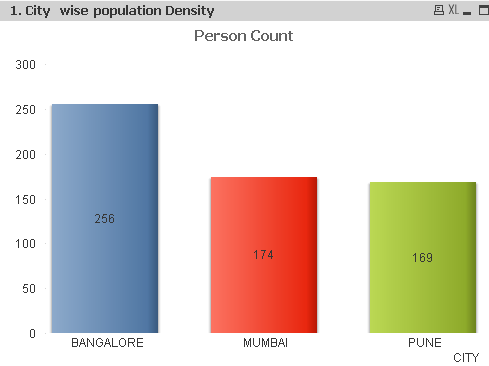 1. City wise population Density
XL
Person Count
300
250
200
150
100
50
0
256
174
169
BANGALORE
MUMBAI
PUNE
CITY